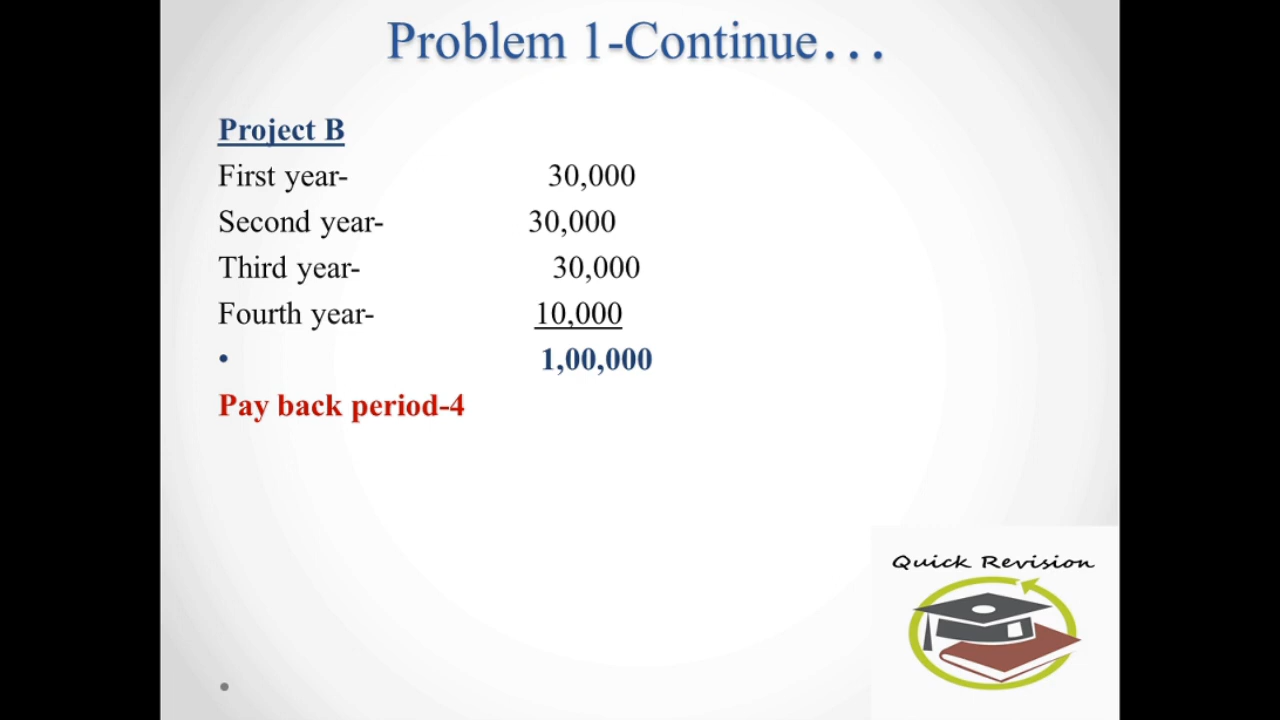 Problem 1-Continue...
Project B
First year- 30,000
Second year- 30,000
Third year- 30,000
Fourth year- 10,000
• 1,00,000
Pay back period-4
Quick Revision
•